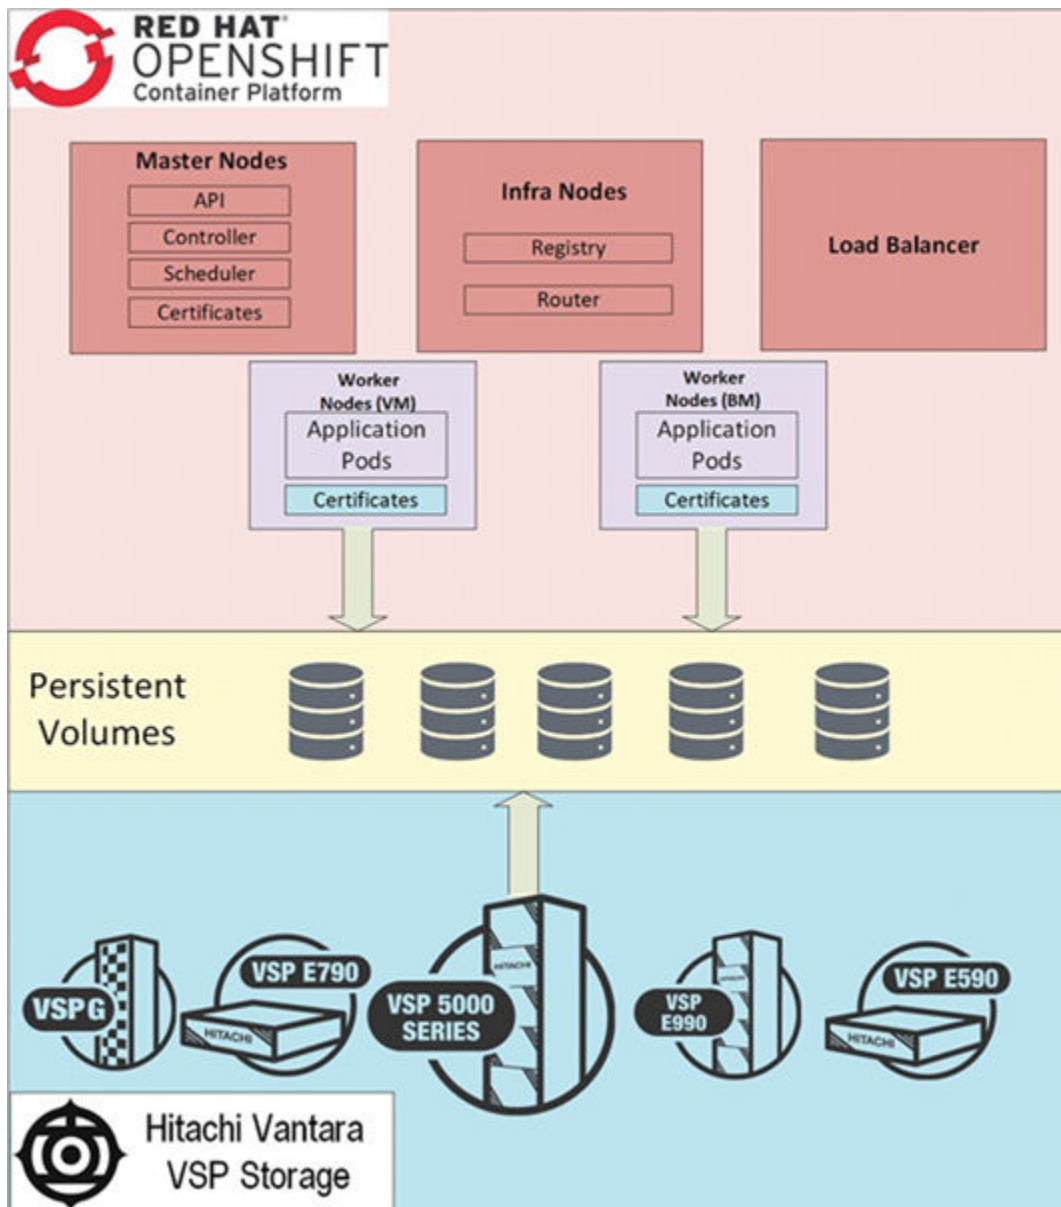 RED HAT®
OPENSHIFT
Container Platform
Master Nodes
API
Controller
Scheduler
Certificates
Infra Nodes
Registry
Router
Load Balancer
Worker
Nodes (VM)
Application
Pods
Certificates
Worker
Nodes (BM)
Application
Pods
Certificates
Persistent
Volumes
VSP G
VSP E790
HITACHI
VSP 5000
SERIES
HITACHI
VSP
E990
HITACHI
VSP E590
HITACHI
Hitachi Vantara
VSP Storage